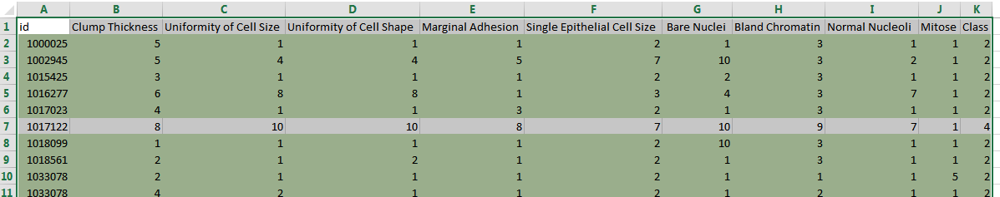 A B C D E F G H I J K
1 id Clump Thickness Uniformity of Cell Size Uniformity of Cell Shape Marginal Adhesion Single Epithelial Cell Size Bare Nuclei Bland Chromatin Normal Nucleoli Mitose Class
2 1000025 5 1 1 1 2 1 3 1 1 2
3 1002945 5 4 4 5 7 10 3 2 1 2
4 1015425 3 1 1 1 2 2 3 1 1 2
5 1016277 6 8 8 1 3 4 3 7 1 2
6 1017023 4 1 1 3 2 1 3 1 1 2
7 1017122 8 10 10 8 7 10 9 7 1 4
8 1018099 1 1 1 1 2 10 3 1 1 2
9 1018561 2 1 2 1 2 1 3 1 1 2
10 1033078 2 1 1 1 2 1 1 1 5 2
11 1033078 4 2 1 1 2 1 2 1 1 2